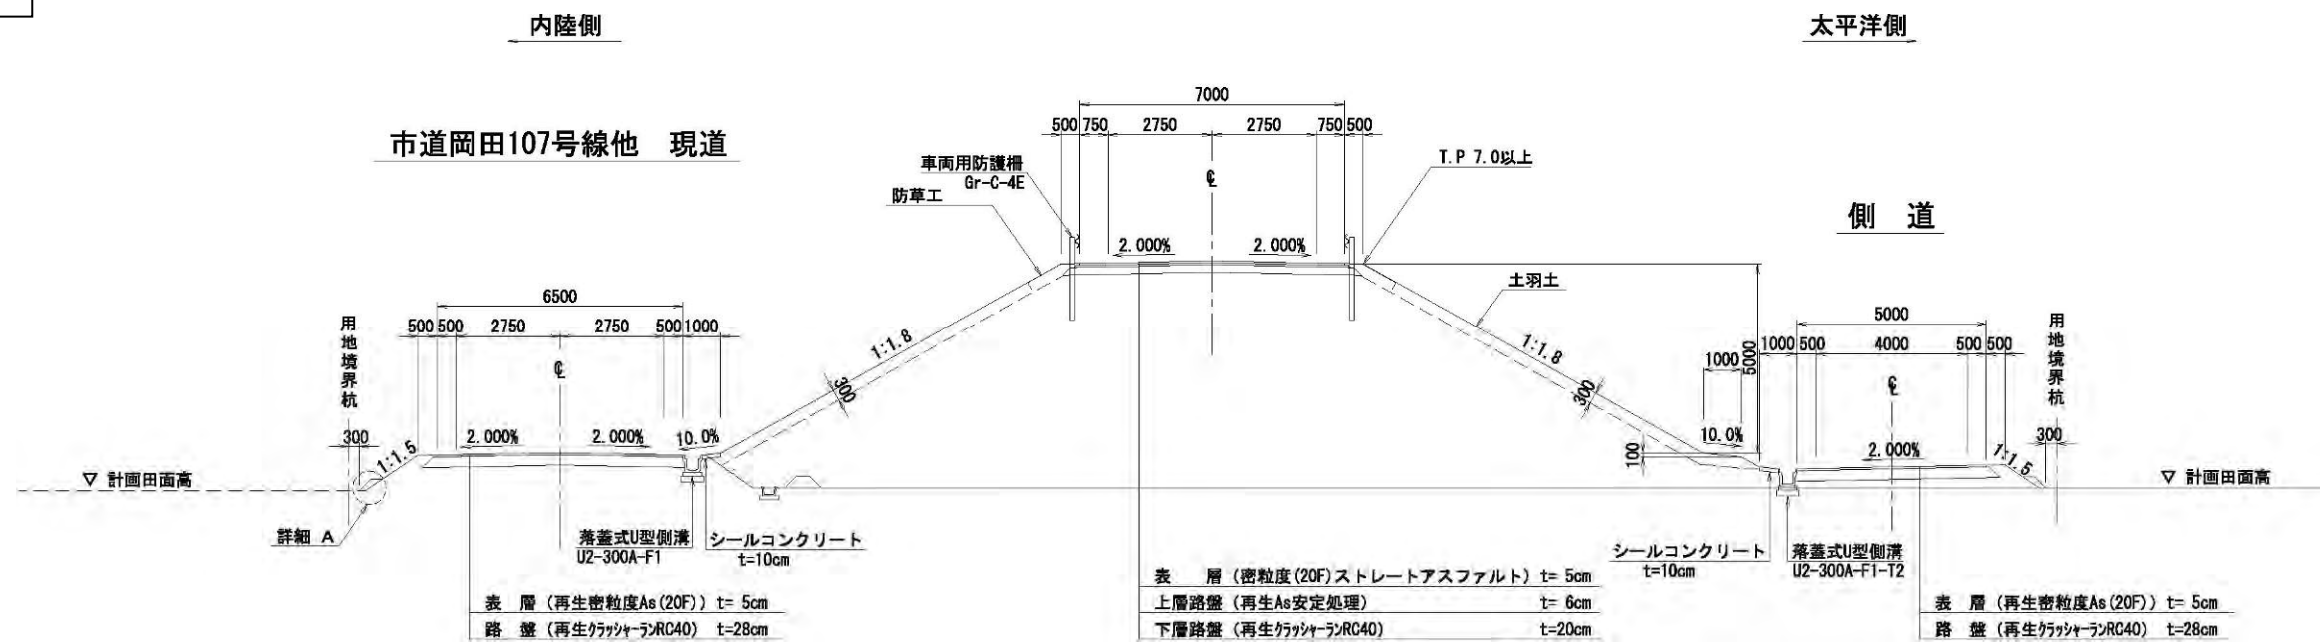 内陸側
太平洋側
7000
500 750 2750 2750 750 500
市道岡田107号線他 現道
車両用防護柵
Gr-C-4E
防草工
T.P 7.0以上
側 道
2.000% 2.000%
土羽土
6500
500 500 2750 2750 500 1000
用地境界杭
1:1.8
300
1:1.8
300
5000
1000
5000
1000 500 4000 500 500
用地境界杭
300
1:1.5
2.000% 2.000% 10.0%
10.0%
100
2.000%
1:1.5
300
▽ 計画田面高
▽ 計画田面高
詳細 A
落蓋式U型側溝
U2-300A-F1
シールコンクリート
t=10cm
シールコンクリート
t=10cm
落蓋式U型側溝
U2-300A-F1-T2
表 層 (再生密粒度As(20F)) t= 5cm
路 盤 (再生クラッシャーランRC40) t=28cm
表 層 (密粒度(20F)ストレートアスファルト) t= 5cm
上層路盤 (再生As安定処理) t= 6cm
下層路盤 (再生クラッシャーランRC40) t=20cm
表 層 (再生密粒度As(20F)) t= 5cm
路 盤 (再生クラッシャーランRC40) t=28cm